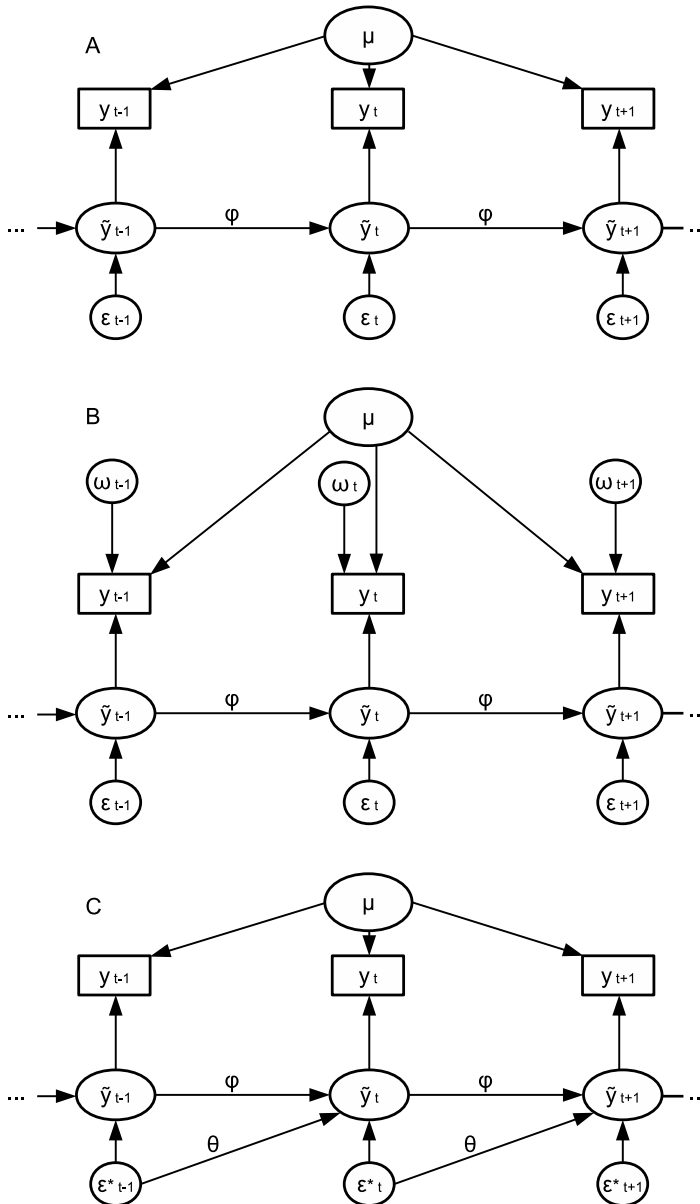 A
μ
y t-1 y t y t+1
φ φ
... ỹ t-1 ỹ t ỹ t+1 ...
ε t-1 ε t ε t+1
B
μ
ω t-1 ω t ω t+1
y t-1 y t y t+1
φ φ
... ỹ t-1 ỹ t ỹ t+1 ...
ε t-1 ε t ε t+1
C
μ
y t-1 y t y t+1
φ φ
... ỹ t-1 ỹ t ỹ t+1 ...
θ θ
ε* t-1 ε* t ε* t+1